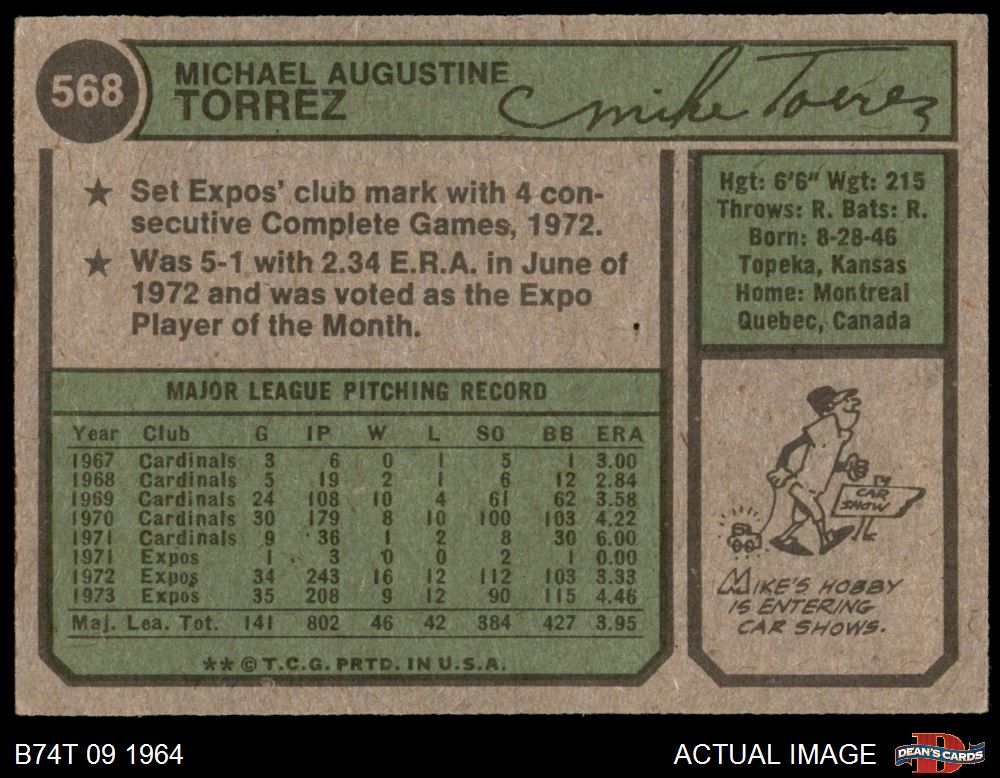 568
MICHAEL AUGUSTINE
TORREZ
Mike Torrez
★ Set Expos' club mark with 4 con-
secutive Complete Games, 1972.
★ Was 5-1 with 2.34 E.R.A. in June of
1972 and was voted as the Expo
Player of the Month.
Hgt: 6'6" Wgt: 215
Throws: R. Bats: R.
Born: 8-28-46
Topeka, Kansas
Home: Montreal
Quebec, Canada
MAJOR LEAGUE PITCHING RECORD
Year Club G IP W L SO BB ERA
1967 Cardinals 3 6 0 1 5 1 3.00
1968 Cardinals 5 19 2 1 6 12 2.84
1969 Cardinals 24 108 10 4 61 62 3.58
1970 Cardinals 30 179 8 10 100 103 4.22
1971 Cardinals 9 36 1 2 8 30 6.00
1971 Expos 1 3 0 0 2 1 0.00
1972 Expos 34 243 16 12 112 103 3.33
1973 Expos 35 208 9 12 90 115 4.46
Maj. Lea. Tot. 141 802 46 42 384 427 3.95
**© T.C.G. PRTD. IN U.S.A.
CAR
SHOW
MIKE'S HOBBY
IS ENTERING
CAR SHOWS.
B74T 09 1964
ACTUAL IMAGE
DEAN'S CARDS